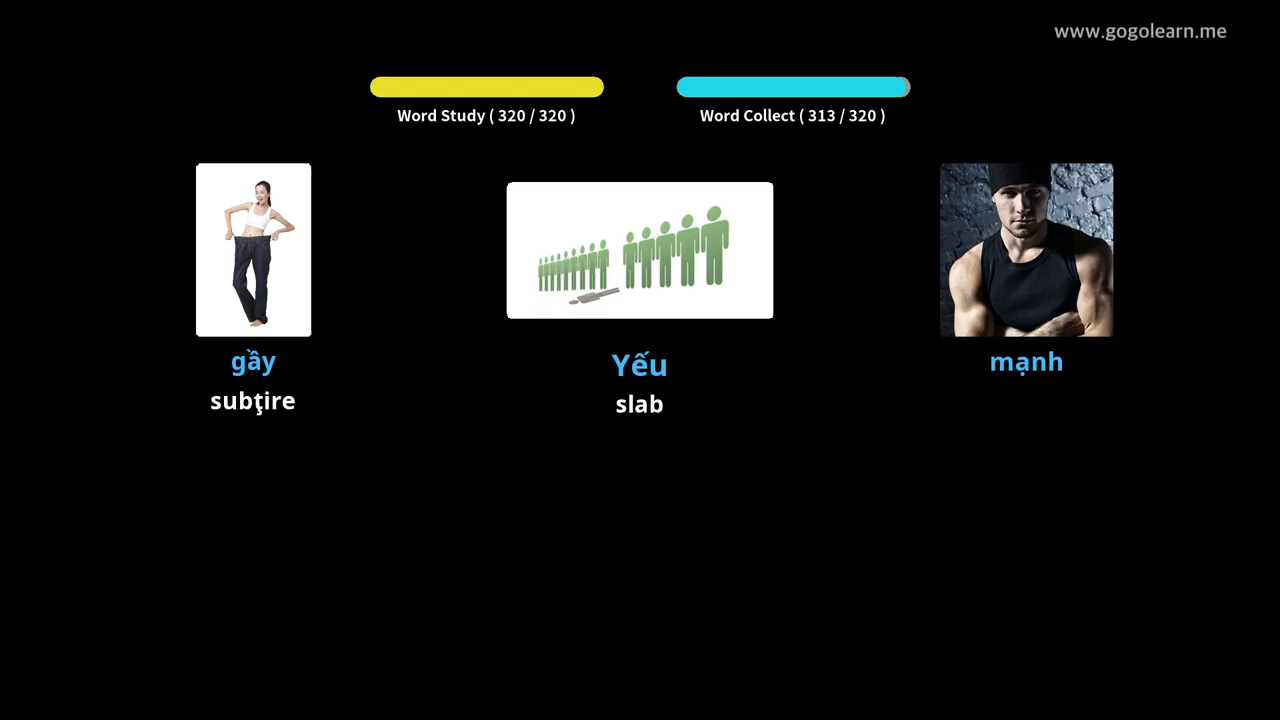 www.gogolearn.me
Word Study ( 320 / 320 )
Word Collect ( 313 / 320 )
gầy
subţire
Yếu
slab
mạnh